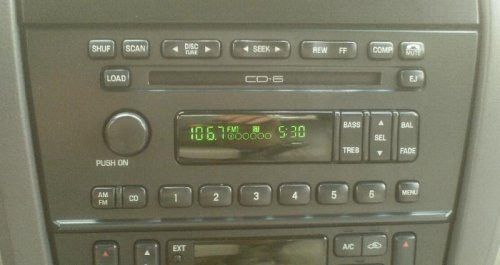 SHUF SCAN DISC TUNE SEEK REW FF COMP MUTE
LOAD CD·6 EJ
106.7 FM1 5:30
BASS SEL BAL
TREB FADE
PUSH ON
AM FM CD 1 2 3 4 5 6 MENU
EXT A/C